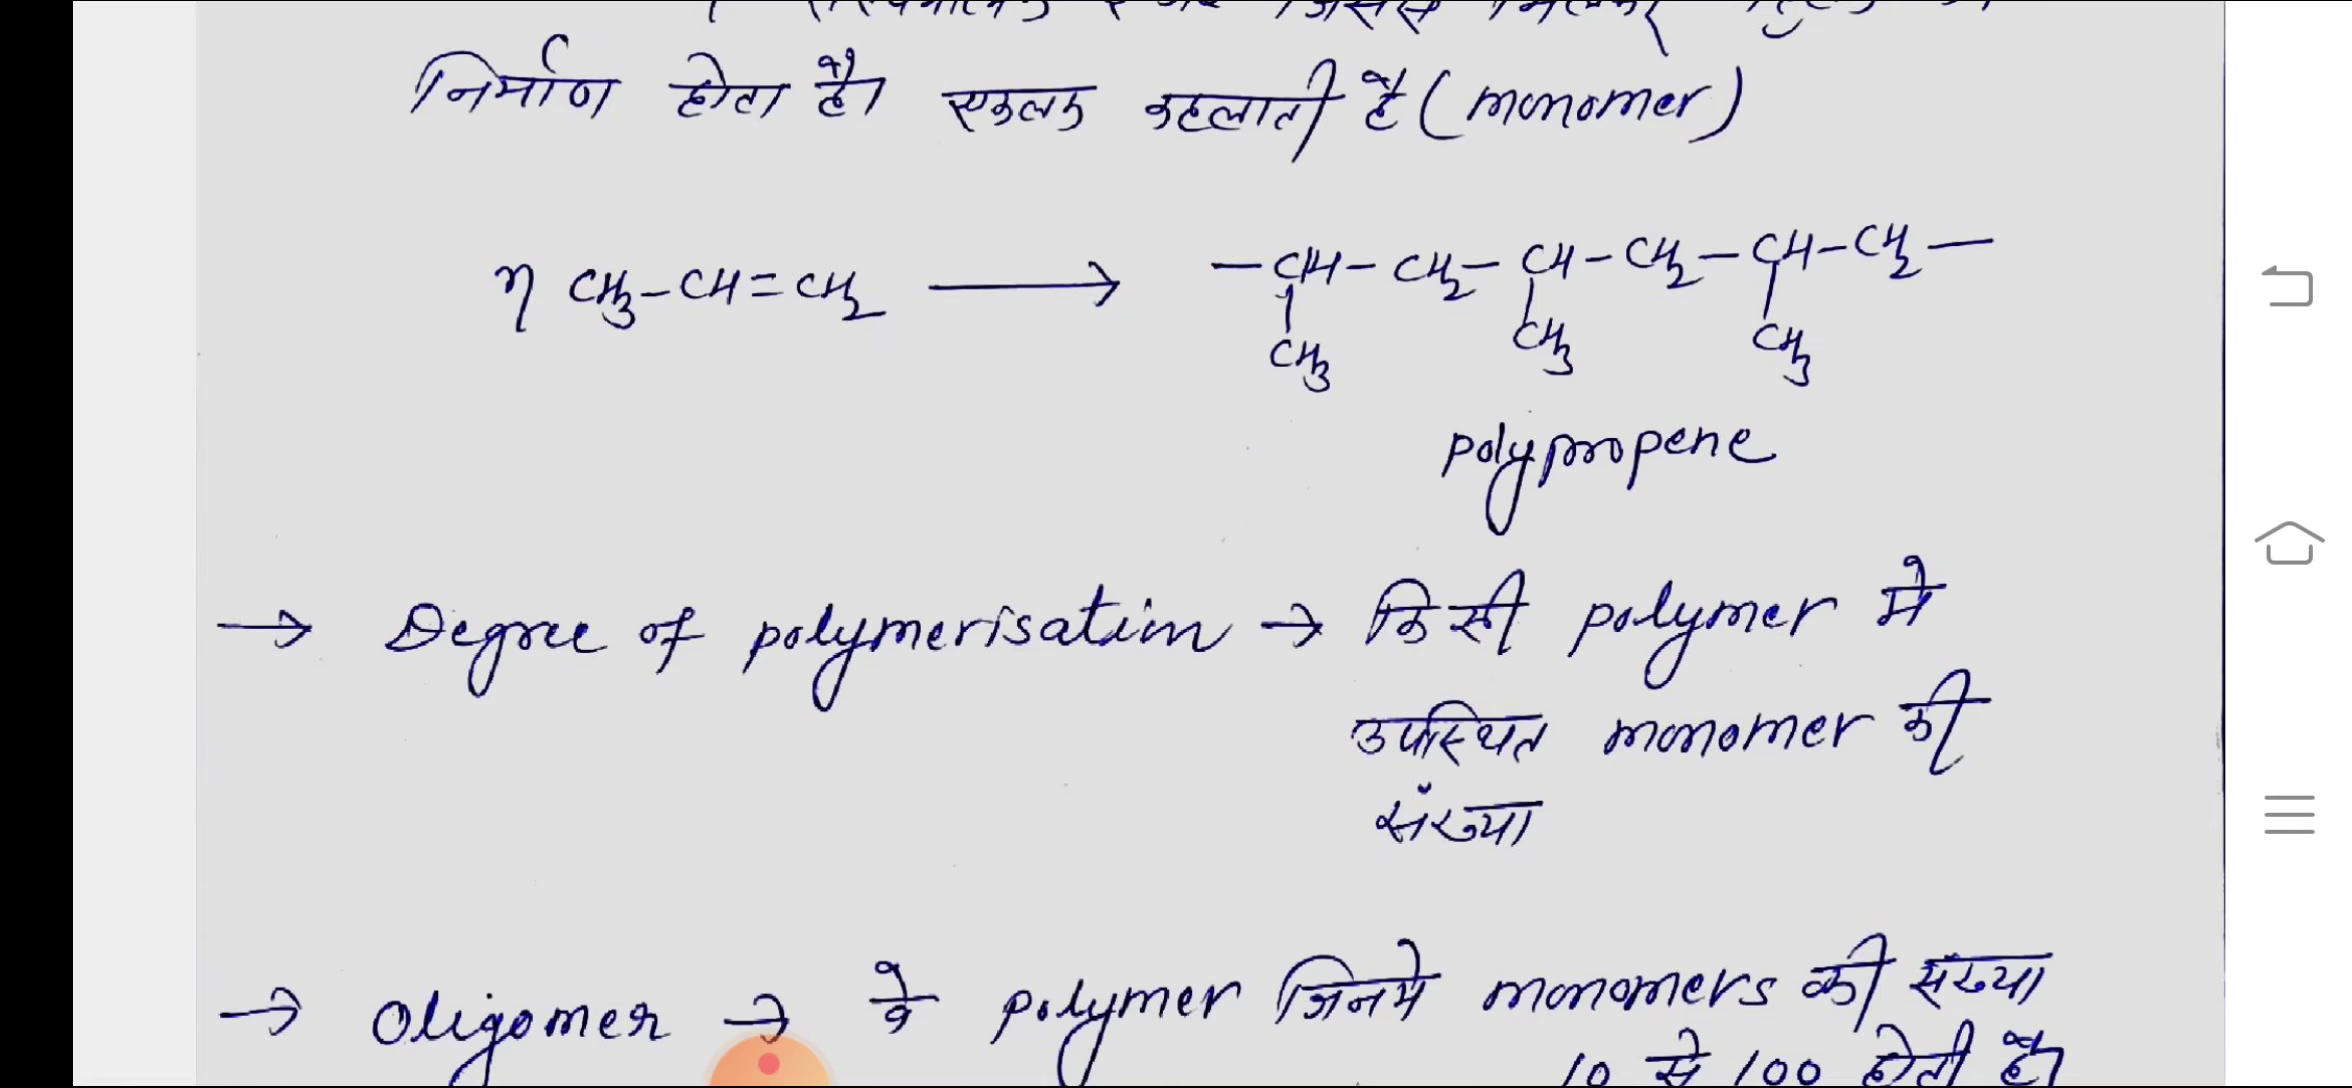 निर्माण होता है। एकलक कहलाती है (monomer)
n CH3-CH=CH2 ⟶ -CH-CH2-CH-CH2-CH-CH2-
CH3 CH3 CH3
polypropene
→ Degree of polymerisation → किसी polymer मे
उपस्थित monomer की
संख्या
→ Oligomer → वे polymer जिनमे monomers की संख्या
10 से 100 होती है।